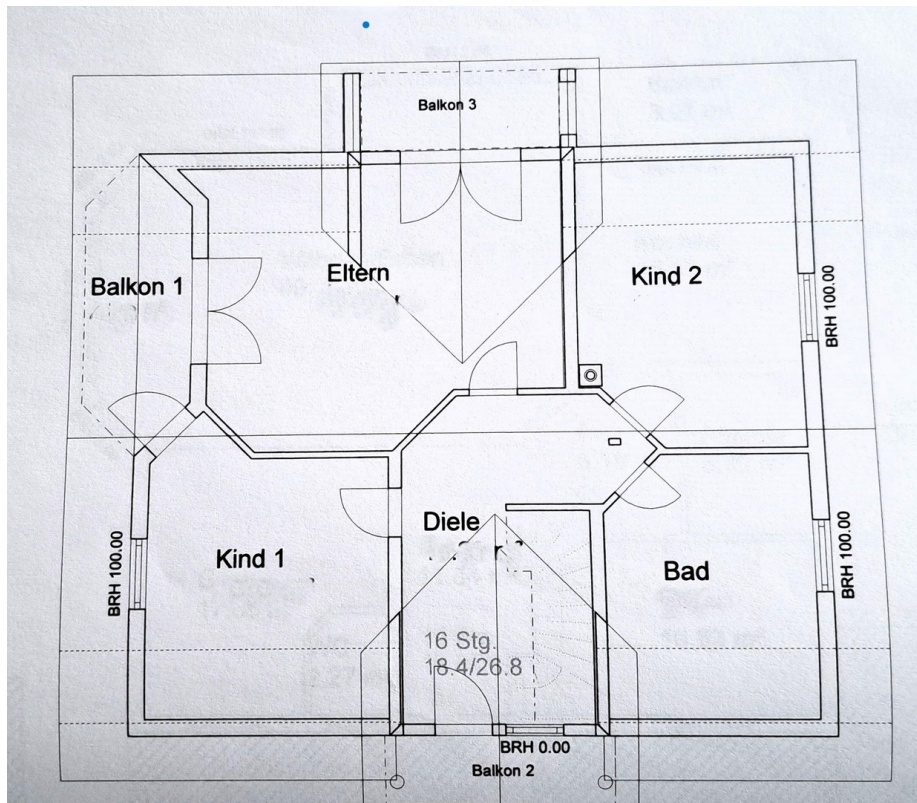 Balkon 3
Eltern
Kind 2
Balkon 1
BRH 100.00
Diele
Kind 1
Bad
BRH 100.00
BRH 100.00
16 Stg.
18.4/26.8
BRH 0.00
Balkon 2